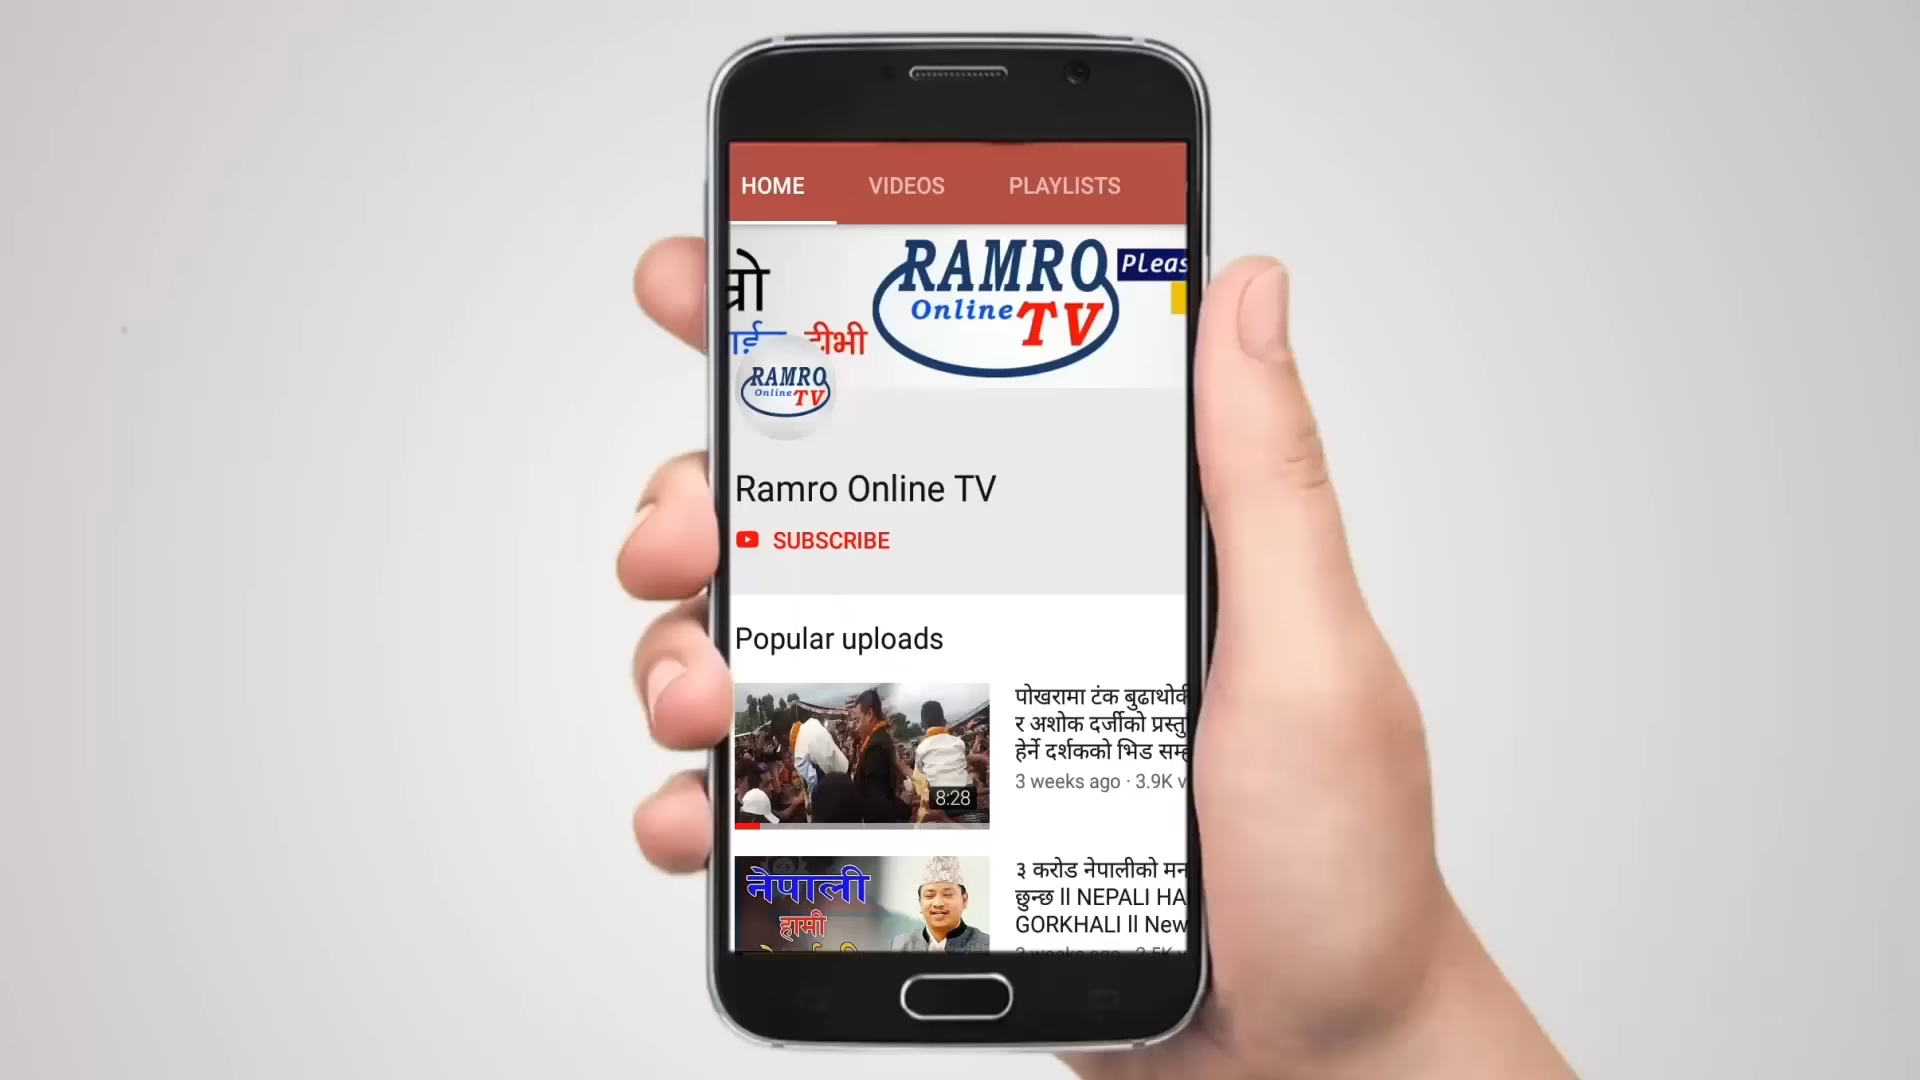 HOME VIDEOS PLAYLISTS
RAMRO
Online TV
टीभी
RAMRO
Online TV
Ramro Online TV
SUBSCRIBE
Popular uploads
8:28
पोखरामा टंक बुढाथोकी
र अशोक दर्जीको प्रस्तु
हेर्ने दर्शकको भिड सम्
3 weeks ago · 3.9K v
नेपाली
हामी
३ करोड नेपालीको मन
छुन्छ ll NEPALI HA
GORKHALI ll New